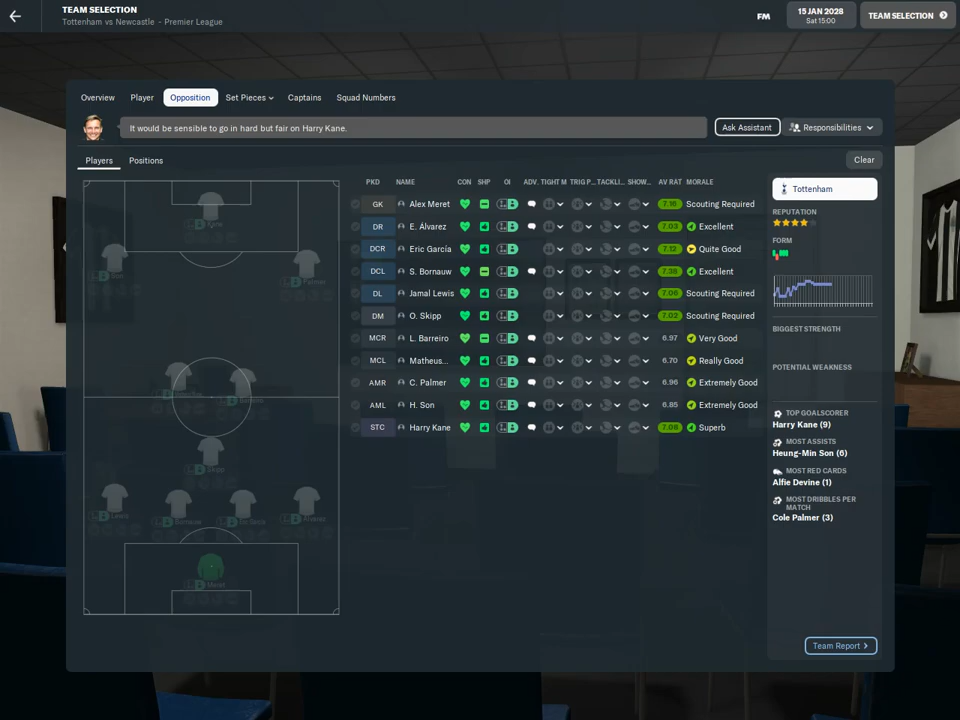 TEAM SELECTION
Tottenham vs Newcastle - Premier League
FM
15 JAN 2028
Sat 15:00
TEAM SELECTION
Overview
Player
Opposition
Set Pieces
Captains
Squad Numbers
It would be sensible to go in hard but fair on Harry Kane.
Ask Assistant
Responsibilities
Players
Positions
Clear
PKD NAME CON SHP OI ADV. TIGHT M TRIG P... TACKLI... SHOW... AV RAT MORALE
GK Alex Meret 7.10 Scouting Required
DR E. Álvarez 7.03 Excellent
DCR Eric García 7.12 Quite Good
DCL S. Bornauw 7.38 Excellent
DL Jamal Lewis 7.06 Scouting Required
DM O. Skipp 7.02 Scouting Required
MCR L. Barreiro 6.97 Very Good
MCL Matheus... 6.70 Really Good
AMR C. Palmer 6.96 Extremely Good
AML H. Son 6.85 Extremely Good
STC Harry Kane 7.08 Superb
Kane
Son
Palmer
Skipp
Lewis
Bornauw
Alvarez
Meret
Tottenham
REPUTATION
FORM
BIGGEST STRENGTH
POTENTIAL WEAKNESS
TOP GOALSCORER
Harry Kane (9)
MOST ASSISTS
Heung-Min Son (6)
MOST RED CARDS
Alfie Devine (1)
MOST DRIBBLES PER
MATCH
Cole Palmer (3)
Team Report